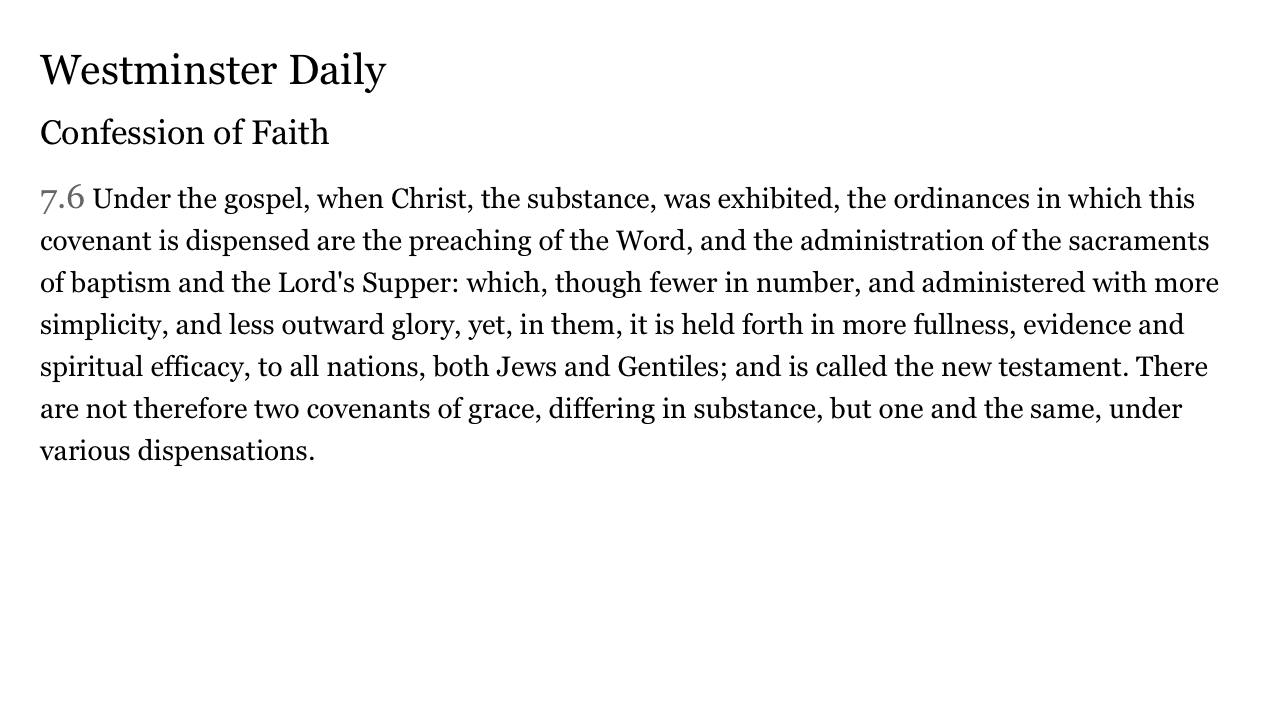 Westminster Daily
Confession of Faith
7.6 Under the gospel, when Christ, the substance, was exhibited, the ordinances in which this
covenant is dispensed are the preaching of the Word, and the administration of the sacraments
of baptism and the Lord's Supper: which, though fewer in number, and administered with more
simplicity, and less outward glory, yet, in them, it is held forth in more fullness, evidence and
spiritual efficacy, to all nations, both Jews and Gentiles; and is called the new testament. There
are not therefore two covenants of grace, differing in substance, but one and the same, under
various dispensations.